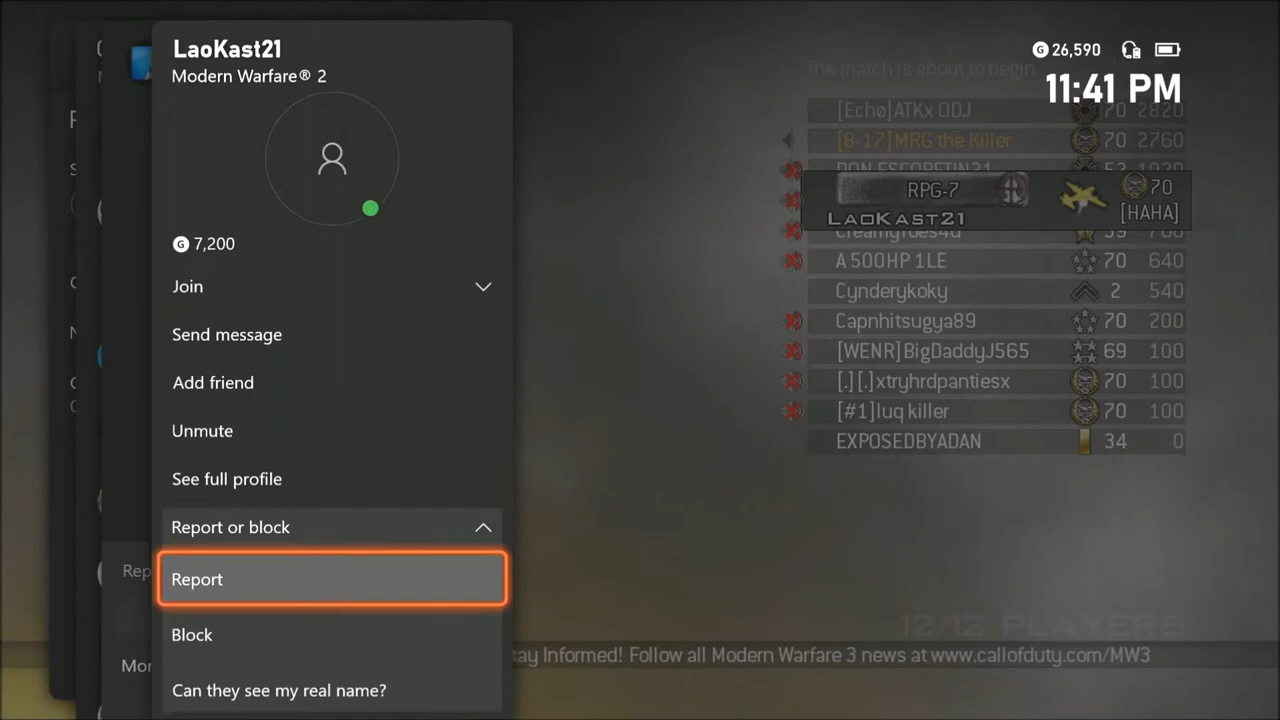 LaoKast21
Modern Warfare® 2
7,200
Join
Send message
Add friend
Unmute
See full profile
Report or block
Report
Block
Can they see my real name?
Rep
Mor
26,590
11:41 PM
The match is about to begin
[Echø]ATKx ODJ 70 2820
[8-17]MRG the Killer 70 2760
RPG-7 70
LAOKAST21 [HAHA]
A 500HP 1LE 70 640
Cynderykoky 2 540
Capnhitsugya89 70 200
[WENR]BigDaddyJ565 69 100
[.][.]xtryhrdpantiesx 70 100
[#1]luq killer 70 100
EXPOSEDBYADAN 34 0
12/12 PLAYERS
tay Informed! Follow all Modern Warfare 3 news at www.callofduty.com/MW3